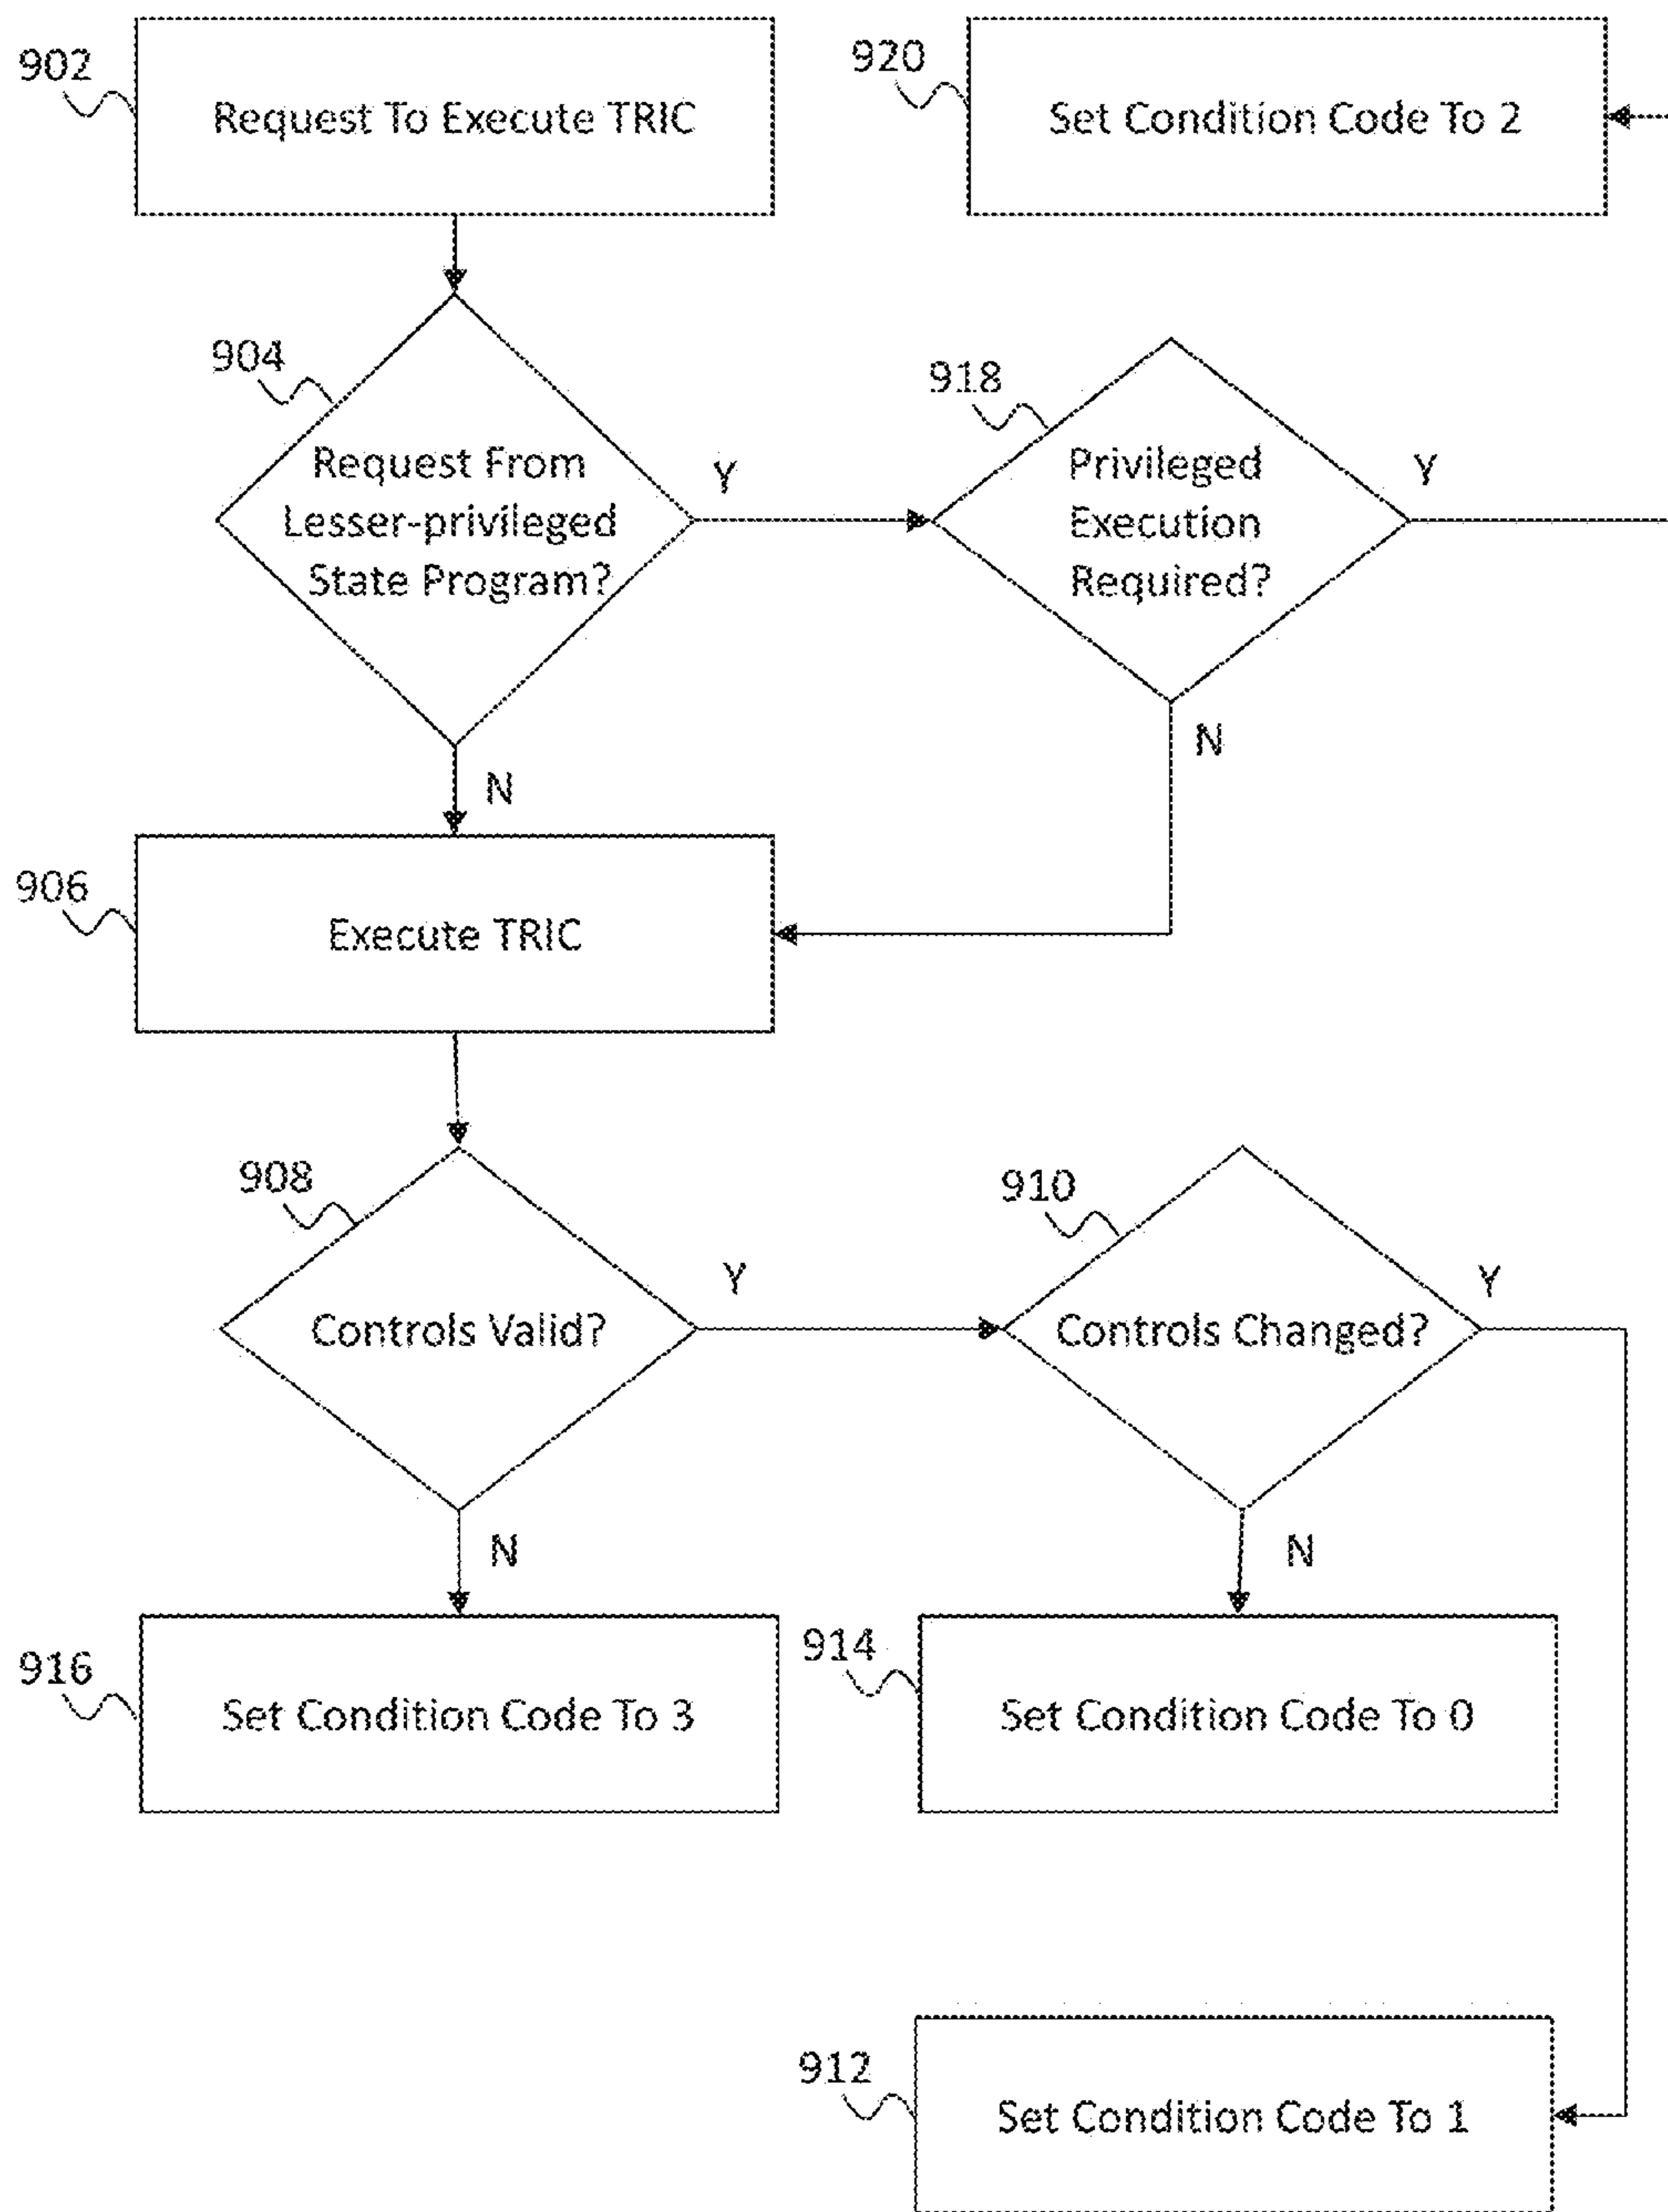 902
Request To Execute TRIC
920
Set Condition Code To 2
904
Request From
Lesser-privileged
State Program?
Y
918
Privileged
Execution
Required?
Y
N
N
906
Execute TRIC
908
Controls Valid?
Y
910
Controls Changed?
Y
N
N
916
Set Condition Code To 3
914
Set Condition Code To 0
912
Set Condition Code To 1